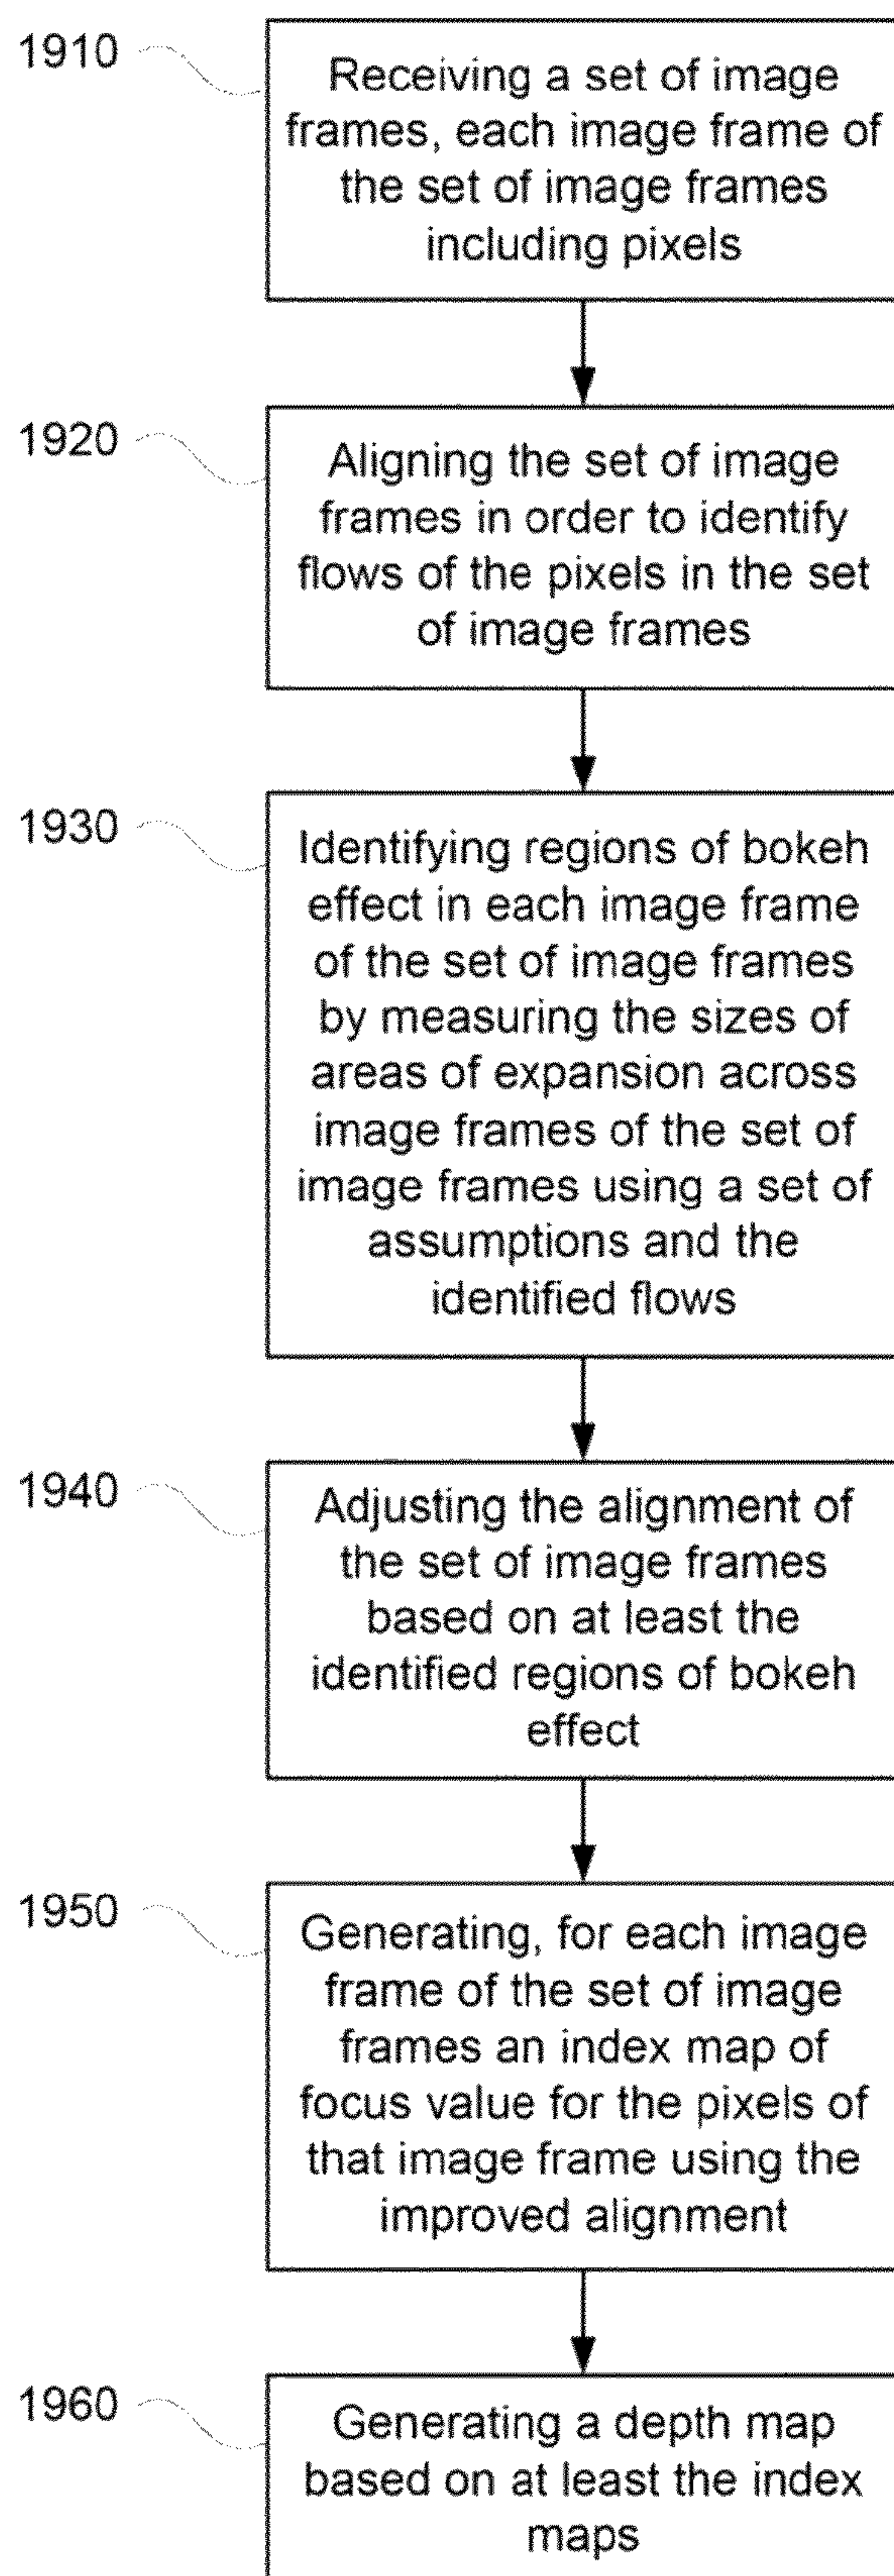 1910
Receiving a set of image
frames, each image frame of
the set of image frames
including pixels
1920
Aligning the set of image
frames in order to identify
flows of the pixels in the set
of image frames
1930
Identifying regions of bokeh
effect in each image frame
of the set of image frames
by measuring the sizes of
areas of expansion across
image frames of the set of
image frames using a set of
assumptions and the
identified flows
1940
Adjusting the alignment of
the set of image frames
based on at least the
identified regions of bokeh
effect
1950
Generating, for each image
frame of the set of image
frames an index map of
focus value for the pixels of
that image frame using the
improved alignment
1960
Generating a depth map
based on at least the index
maps